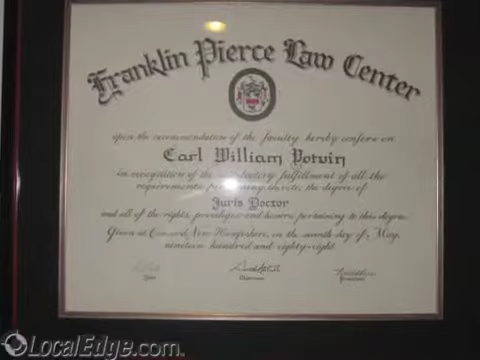 Franklin Pierce Law Center
upon the recommendation of the faculty hereby confers on
Carl William Potvin
in recognition of the satisfactory fulfillment of all the
requirements pertaining to the degree of
Juris Doctor
and all of the rights, privileges and honors pertaining to this degree
Given at Concord, New Hampshire, on the seventh day of May,
nineteen hundred and eighty-eight
Dean
LocalEdge.com